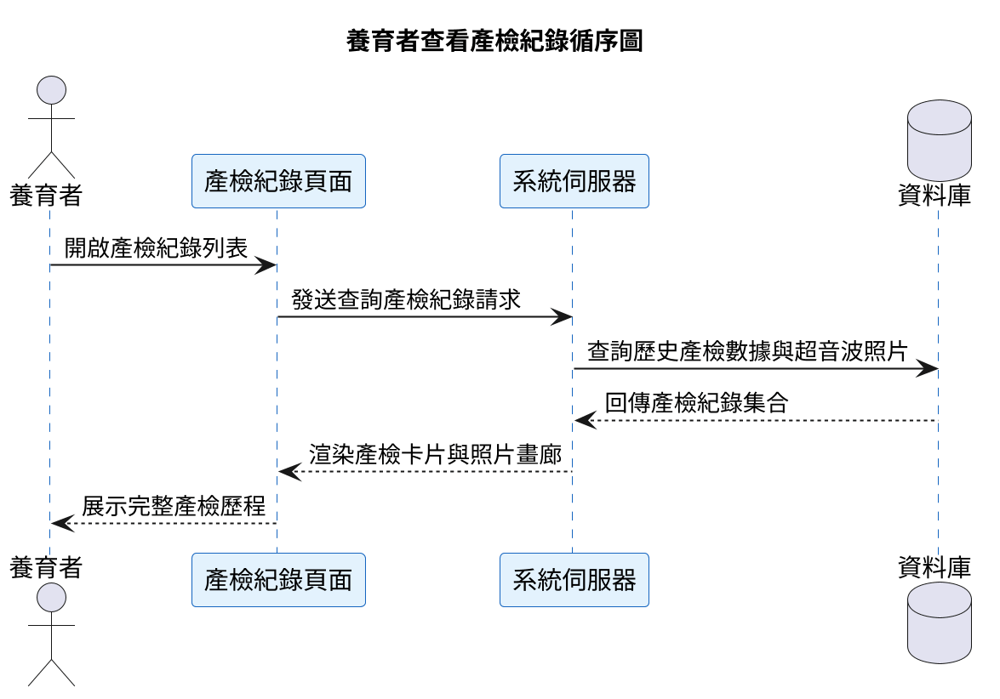 養育者查看產檢紀錄循序圖
養育者
產檢紀錄頁面
系統伺服器
資料庫
開啟產檢紀錄列表
發送查詢產檢紀錄請求
查詢歷史產檢數據與超音波照片
回傳產檢紀錄集合
渲染產檢卡片與照片畫廊
展示完整產檢歷程
養育者
產檢紀錄頁面
系統伺服器
資料庫